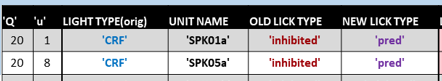 'Q' 'u' LIGHT TYPE(orig) UNIT NAME OLD LICK TYPE NEW LICK TYPE
20 1 'CRF' 'SPK01a' 'inhibited' 'pred'
20 8 'CRF' 'SPK05a' 'inhibited' 'pred'